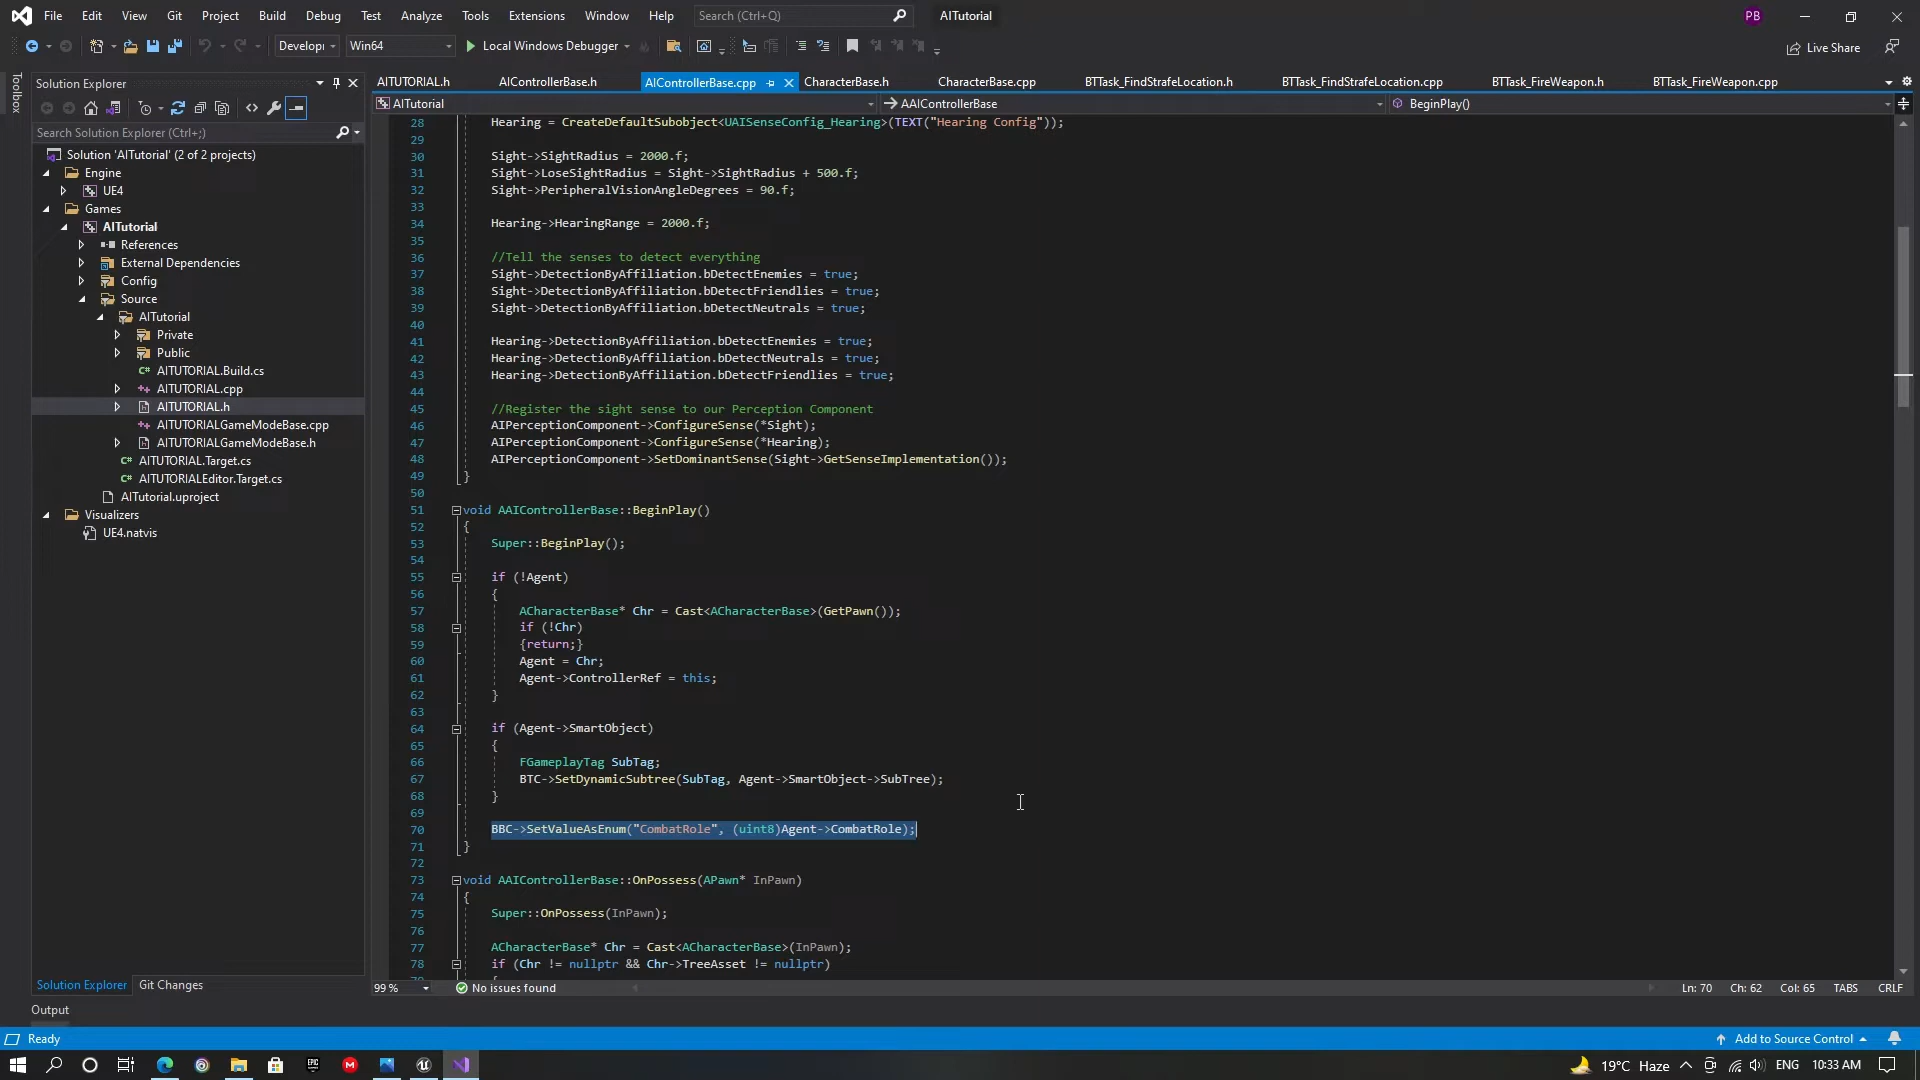 File Edit View Git Project Build Debug Test Analyze Tools Extensions Window Help Search (Ctrl+Q) AITutorial PB
Developi Win64 Local Windows Debugger Live Share
Toolbox
Solution Explorer
Search Solution Explorer (Ctrl+;)
Solution 'AITutorial' (2 of 2 projects)
Engine
UE4
Games
AITutorial
References
External Dependencies
Config
Source
AITutorial
Private
Public
AITUTORIAL.Build.cs
AITUTORIAL.cpp
AITUTORIAL.h
AITUTORIALGameModeBase.cpp
AITUTORIALGameModeBase.h
AITUTORIAL.Target.cs
AITUTORIALEditor.Target.cs
AITutorial.uproject
Visualizers
UE4.natvis
Solution Explorer Git Changes
AITUTORIAL.h AIControllerBase.h AIControllerBase.cpp CharacterBase.h CharacterBase.cpp BTTask_FindStrafeLocation.h BTTask_FindStrafeLocation.cpp BTTask_FireWeapon.h BTTask_FireWeapon.cpp
AITutorial AAIControllerBase BeginPlay()
28 Hearing = CreateDefaultSubobject<UAISenseConfig_Hearing>(TEXT("Hearing Config"));
29
30 Sight->SightRadius = 2000.f;
31 Sight->LoseSightRadius = Sight->SightRadius + 500.f;
32 Sight->PeripheralVisionAngleDegrees = 90.f;
33
34 Hearing->HearingRange = 2000.f;
35
36 //Tell the senses to detect everything
37 Sight->DetectionByAffiliation.bDetectEnemies = true;
38 Sight->DetectionByAffiliation.bDetectFriendlies = true;
39 Sight->DetectionByAffiliation.bDetectNeutrals = true;
40
41 Hearing->DetectionByAffiliation.bDetectEnemies = true;
42 Hearing->DetectionByAffiliation.bDetectNeutrals = true;
43 Hearing->DetectionByAffiliation.bDetectFriendlies = true;
44
45 //Register the sight sense to our Perception Component
46 AIPerceptionComponent->ConfigureSense(*Sight);
47 AIPerceptionComponent->ConfigureSense(*Hearing);
48 AIPerceptionComponent->SetDominantSense(Sight->GetSenseImplementation());
49 }
50
51 void AAIControllerBase::BeginPlay()
52 {
53 Super::BeginPlay();
54
55 if (!Agent)
56 {
57 ACharacterBase* Chr = Cast<ACharacterBase>(GetPawn());
58 if (!Chr)
59 {return;}
60 Agent = Chr;
61 Agent->ControllerRef = this;
62 }
63
64 if (Agent->SmartObject)
65 {
66 FGameplayTag SubTag;
67 BTC->SetDynamicSubtree(SubTag, Agent->SmartObject->SubTree);
68 }
69
70 BBC->SetValueAsEnum("CombatRole", (uint8)Agent->CombatRole);
71 }
72
73 void AAIControllerBase::OnPossess(APawn* InPawn)
74 {
75 Super::OnPossess(InPawn);
76
77 ACharacterBase* Chr = Cast<ACharacterBase>(InPawn);
78 if (Chr != nullptr && Chr->TreeAsset != nullptr)
99 % No issues found Ln: 70 Ch: 62 Col: 65 TABS CRLF
Output
Ready Add to Source Control
19°C Haze ENG 10:33 AM